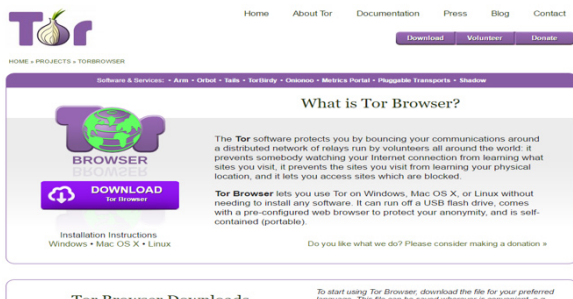 Tor
Home About Tor Documentation Press Blog Contact
Download Volunteer Donate
HOME » PROJECTS » TORBROWSER
Software & Services: • Arm • Orbot • Tails • TorBirdy • Onionoo • Metrics Portal • Pluggable Transports • Shadow
Tor
BROWSER
DOWNLOAD
Tor Browser
Installation Instructions
Windows • Mac OS X • Linux
What is Tor Browser?
The Tor software protects you by bouncing your communications around
a distributed network of relays run by volunteers all around the world: it
prevents somebody watching your Internet connection from learning what
sites you visit, it prevents the sites you visit from learning your physical
location, and it lets you access sites which are blocked.
Tor Browser lets you use Tor on Windows, Mac OS X, or Linux without
needing to install any software. It can run off a USB flash drive, comes
with a pre-configured web browser to protect your anonymity, and is self-
contained (portable).
Do you like what we do? Please consider making a donation »
Tor Browser Downloads
To start using Tor Browser, download the file for your preferred